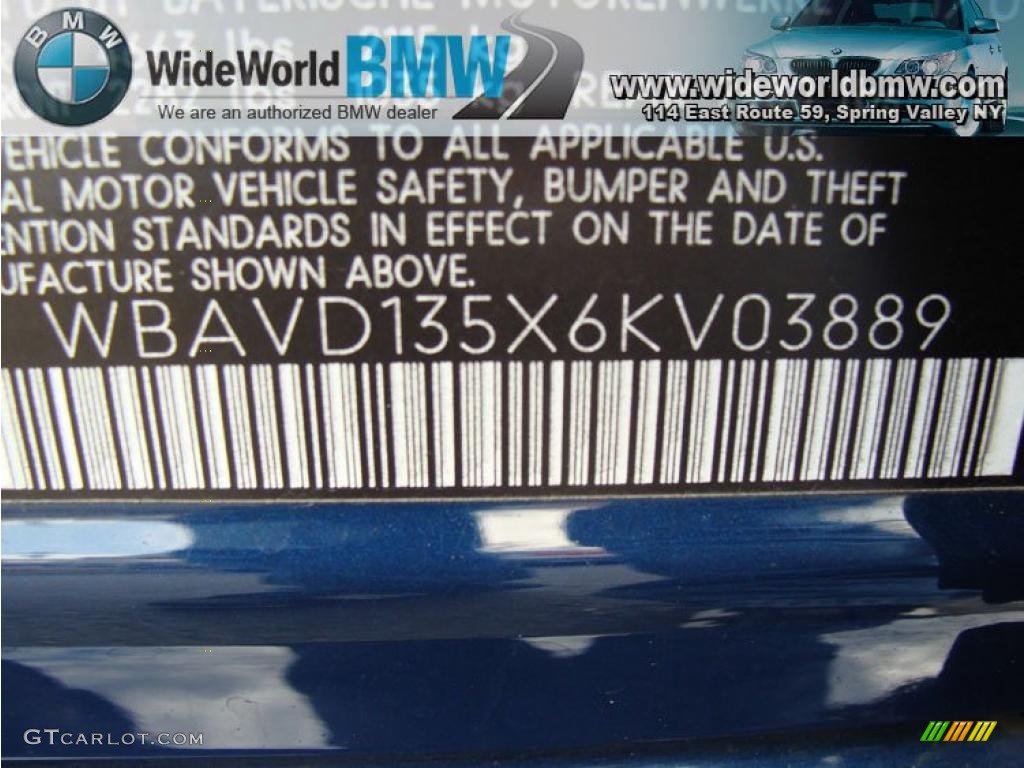 BMW
WideWorld BMW
We are an authorized BMW dealer
www.wideworldbmw.com
114 East Route 59, Spring Valley NY
EHICLE CONFORMS TO ALL APPLICABLE U.S.
AL MOTOR VEHICLE SAFETY, BUMPER AND THEFT
ENTION STANDARDS IN EFFECT ON THE DATE OF
UFACTURE SHOWN ABOVE.
WBAVD135X6KV03889
GTCARLOT.COM